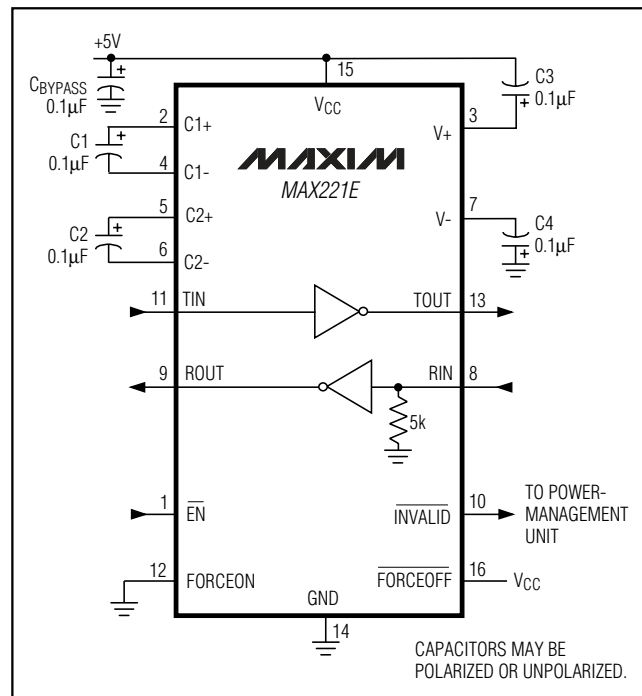 +5V
CBYPASS
0.1µF
+
15
VCC
C3
0.1µF
+
2 C1+
C1
0.1µF
+
4 C1-
3 V+
MAXIM
MAX221E
5 C2+
C2
0.1µF
+
6 C2-
7 V-
C4
0.1µF
+
11 TIN
TOUT 13
9 ROUT
RIN 8
5k
1 EN
INVALID 10
TO POWER-
MANAGEMENT
UNIT
12 FORCEON
FORCEOFF 16 VCC
GND
14
CAPACITORS MAY BE
POLARIZED OR UNPOLARIZED.